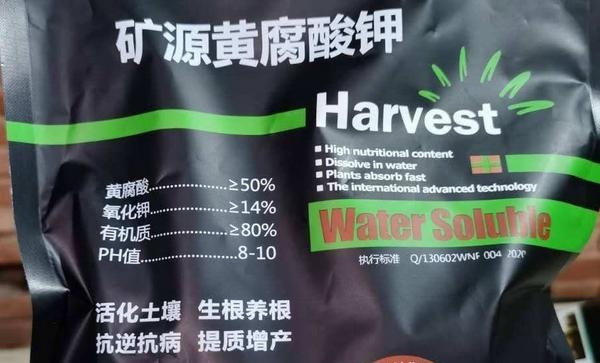 矿源黄腐酸钾
Harvest
High nutritional content
Dissolve in water
Plants absorb fast
The international advanced technology
Water Soluble
执行标准 Q/130602WNF 004 2020
黄腐酸....................≥50%
氧化钾....................≥14%
有机质....................≥80%
PH值....................8-10
活化土壤 生根养根
抗逆抗病 提质增产